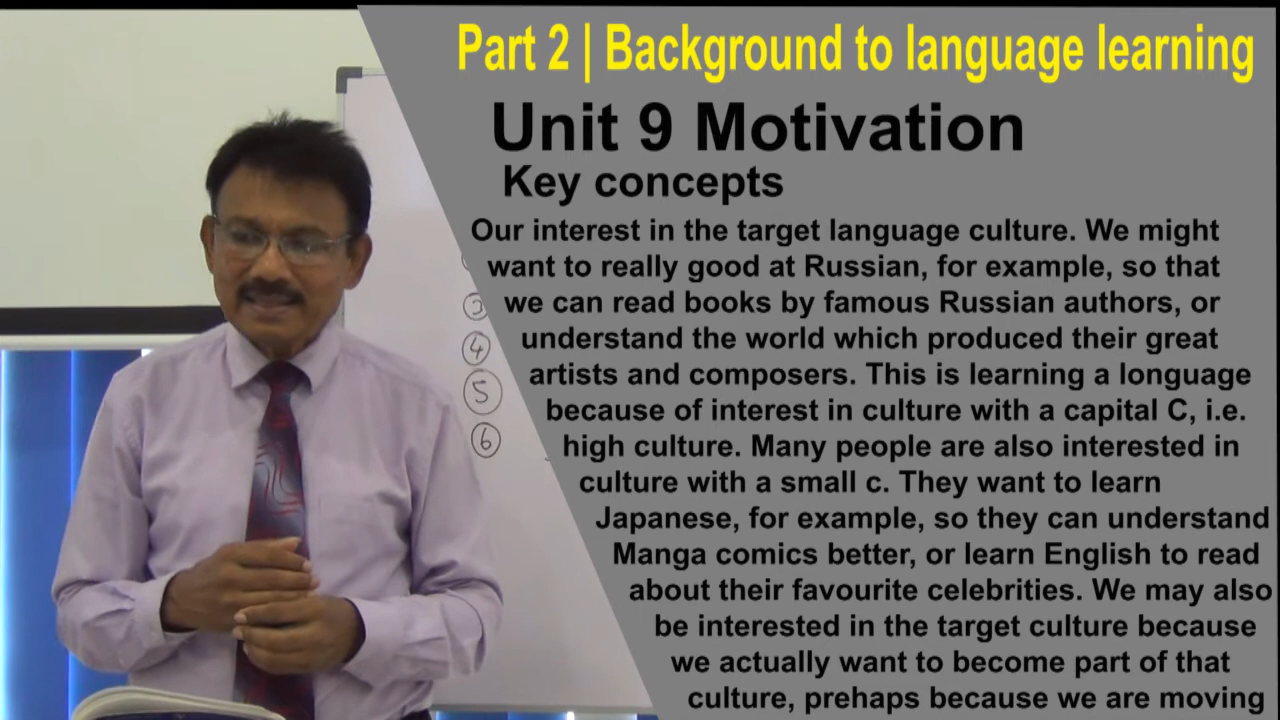 Part 2 | Background to language learning
Unit 9 Motivation
Key concepts
Our interest in the target language culture. We might
want to really good at Russian, for example, so that
we can read books by famous Russian authors, or
understand the world which produced their great
artists and composers. This is learning a longuage
because of interest in culture with a capital C, i.e.
high culture. Many people are also interested in
culture with a small c. They want to learn
Japanese, for example, so they can understand
Manga comics better, or learn English to read
about their favourite celebrities. We may also
be interested in the target culture because
we actually want to become part of that
culture, prehaps because we are moving
3
4
5
6